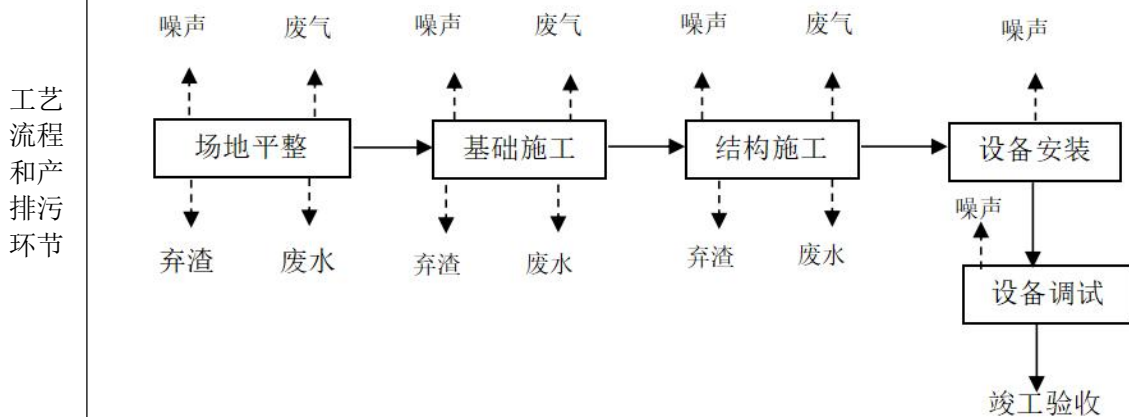 工艺
流程
和产
排污
环节
噪声 废气 噪声 废气 噪声 废气 噪声
场地平整 基础施工 结构施工 设备安装
弃渣 废水 弃渣 废水 弃渣 废水 噪声
设备调试
竣工验收